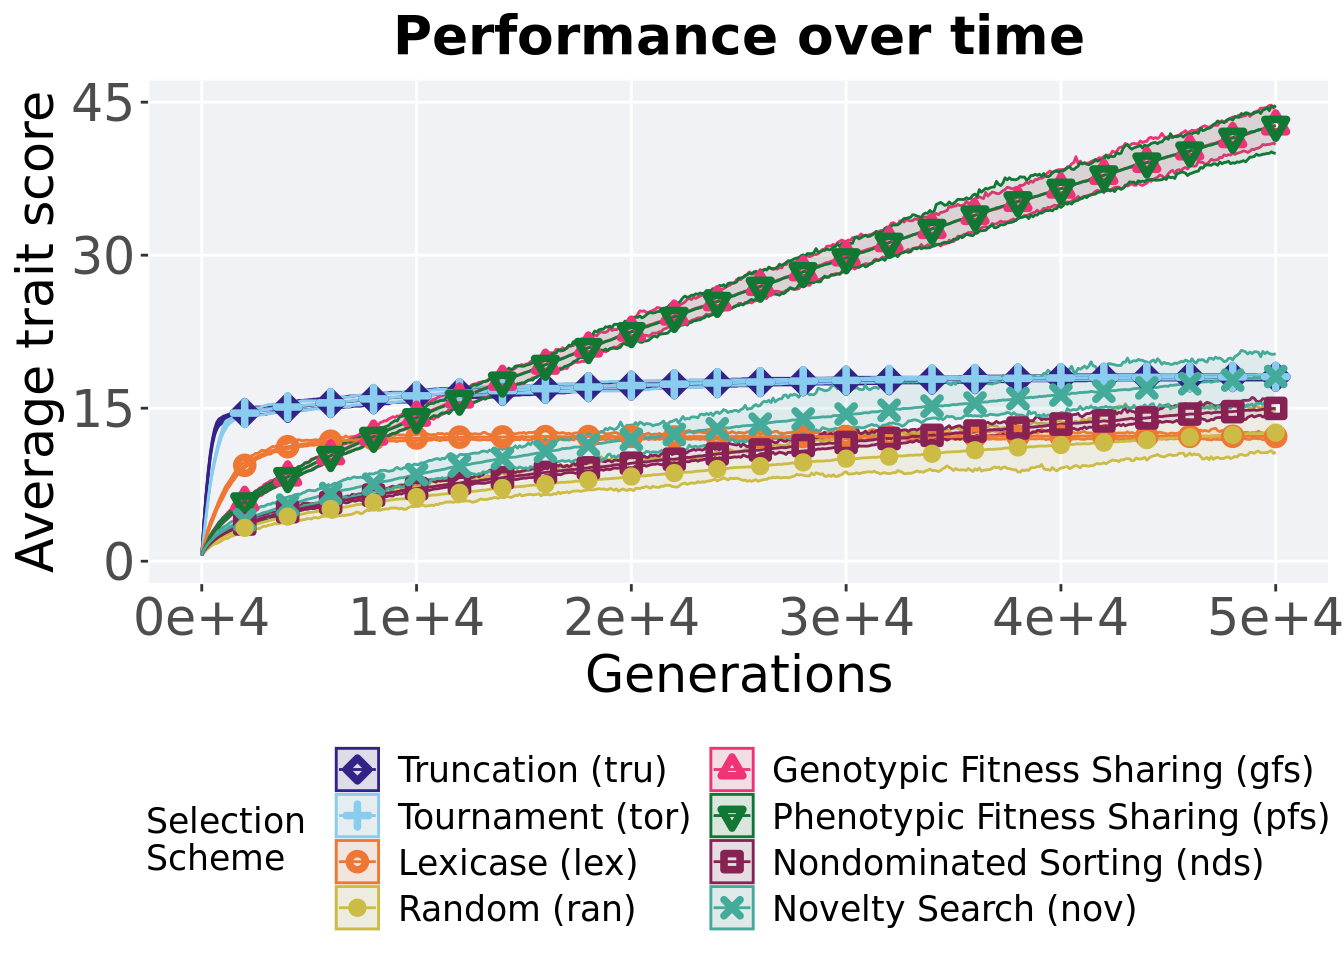 Performance over time
Average trait score
45
30
15
0
0e+4 1e+4 2e+4 3e+4 4e+4 5e+4
Generations
Selection
Scheme
Truncation (tru)
Tournament (tor)
Lexicase (lex)
Random (ran)
Genotypic Fitness Sharing (gfs)
Phenotypic Fitness Sharing (pfs)
Nondominated Sorting (nds)
Novelty Search (nov)